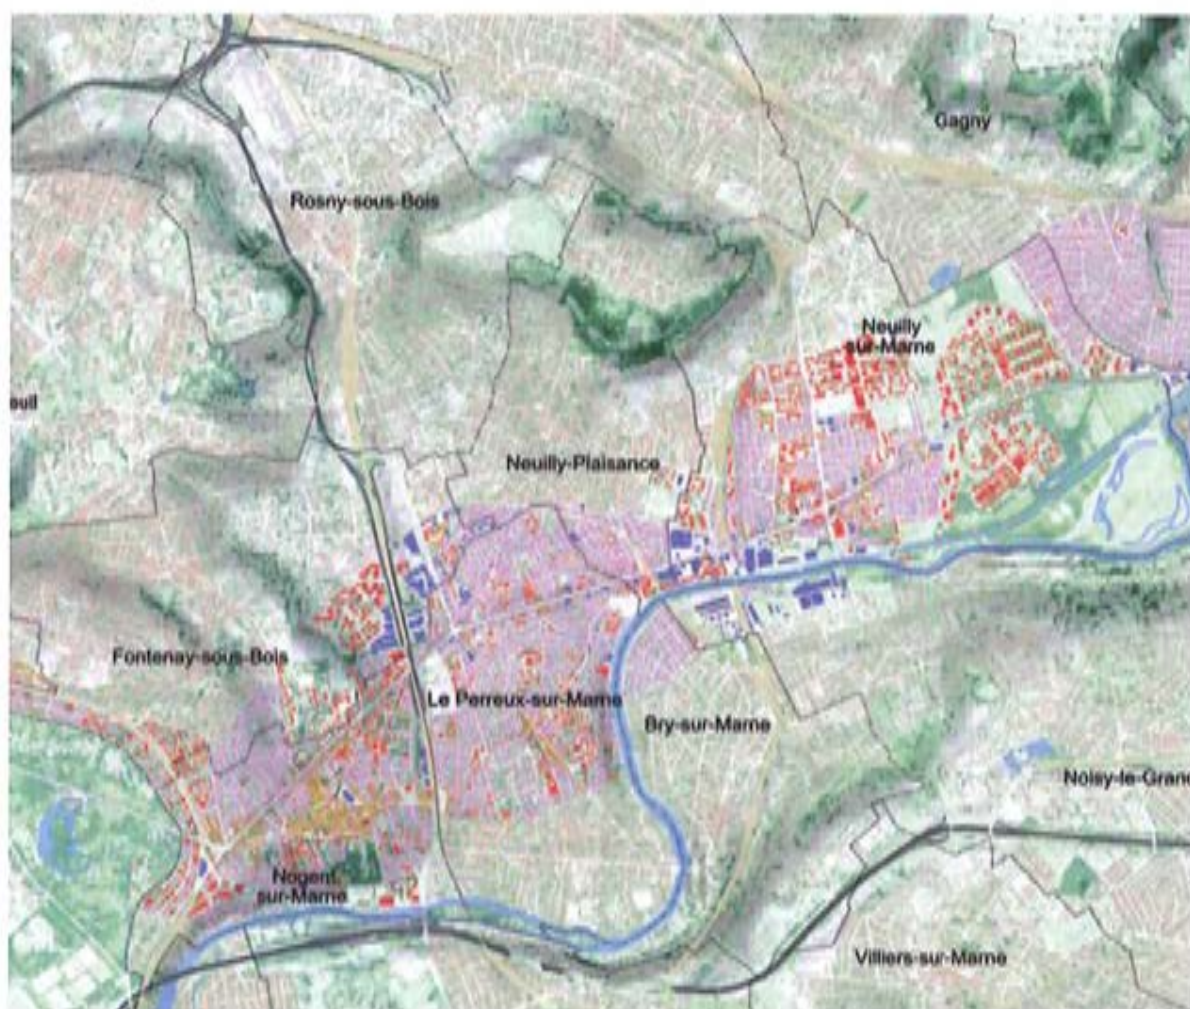 Gagny
Rosny-sous-Bois
Neuilly
sur-Marne
euil
Neuilly-Plaisance
Fontenay-sous-Bois
Le Perreux-sur-Marne
Bry-sur-Marne
Noisy-le-Gran
Nogent
sur-Marne
Villiers-sur-Marne